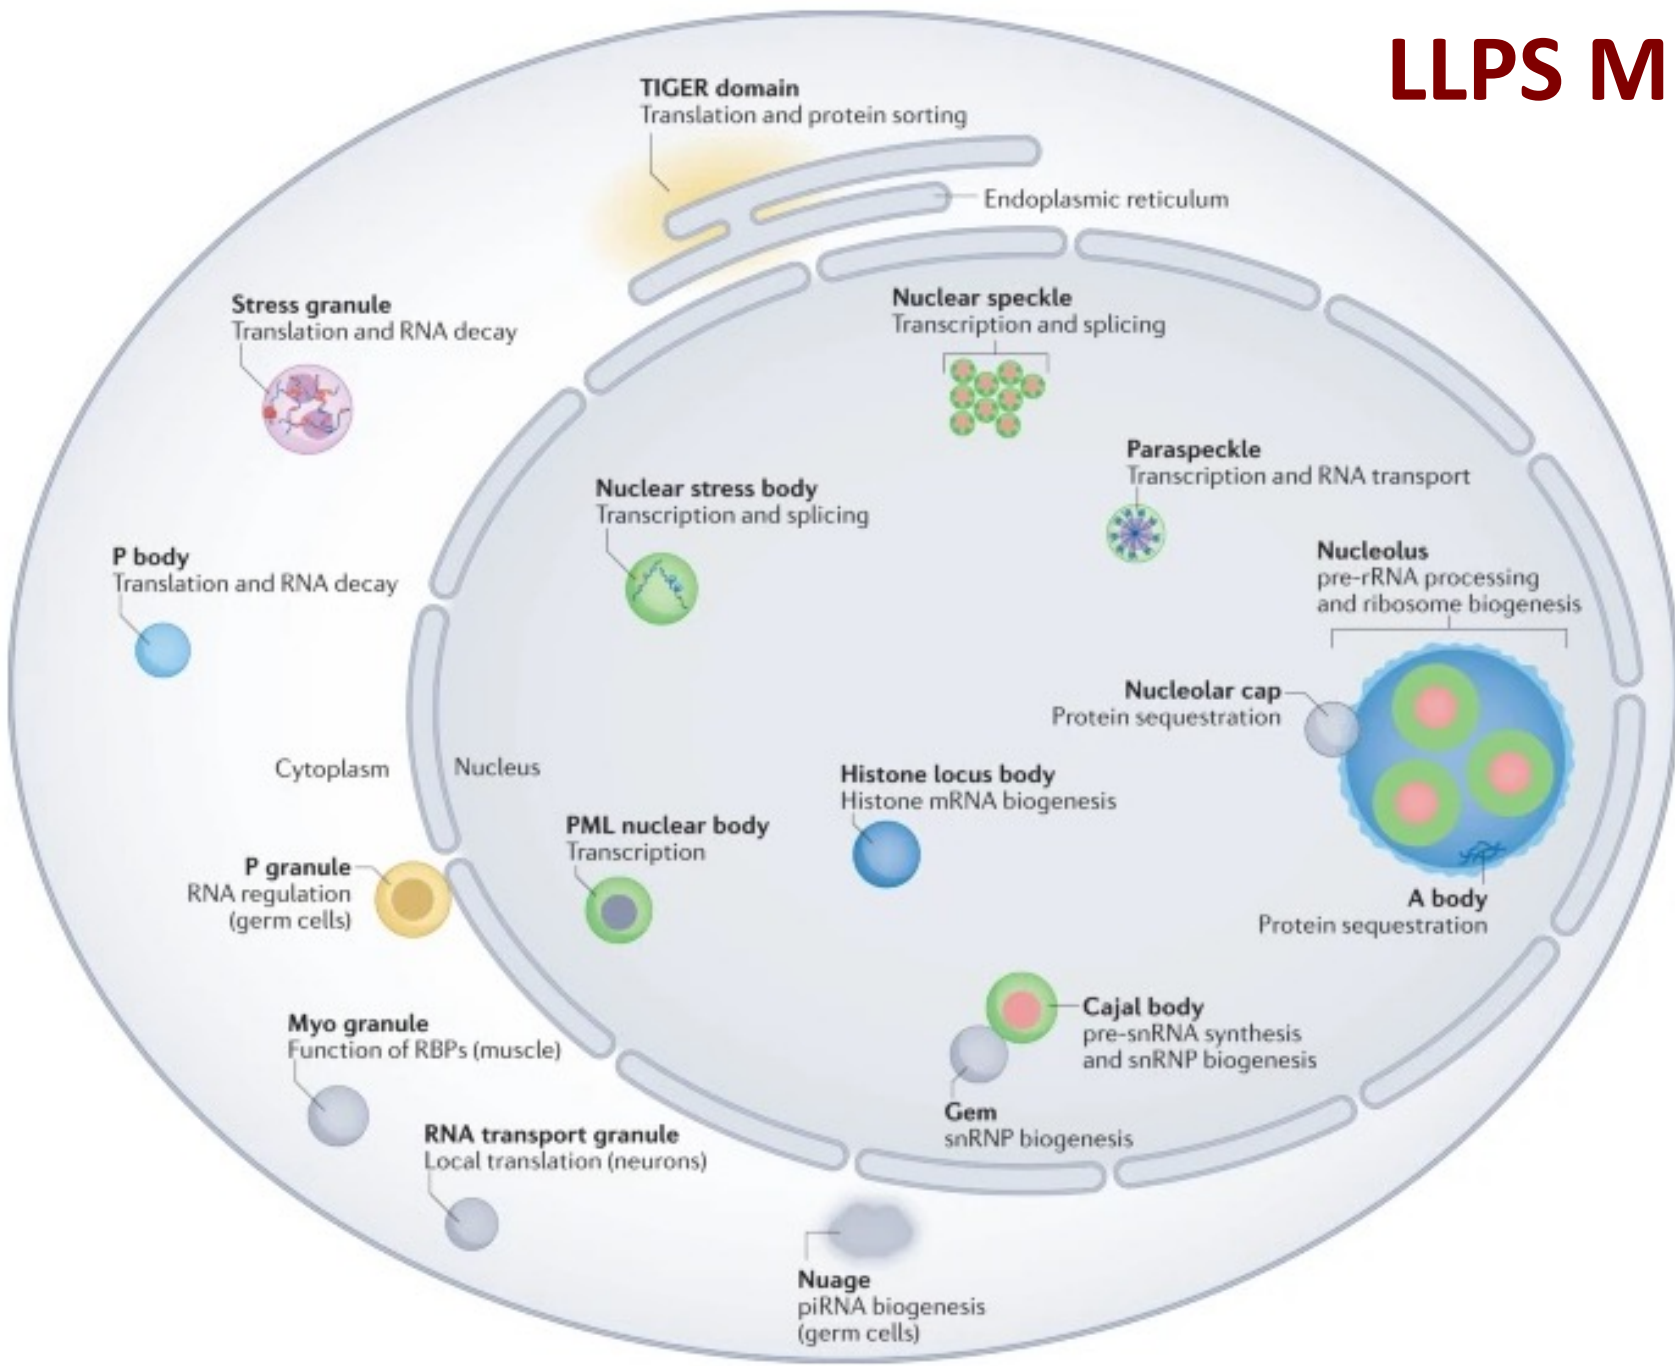 LLPS M
TIGER domain
Translation and protein sorting
Endoplasmic reticulum
Stress granule
Translation and RNA decay
Nuclear speckle
Transcription and splicing
Paraspeckle
Transcription and RNA transport
Nuclear stress body
Transcription and splicing
P body
Translation and RNA decay
Nucleolus
pre-rRNA processing
and ribosome biogenesis
Nucleolar cap
Protein sequestration
Cytoplasm
Nucleus
Histone locus body
Histone mRNA biogenesis
PML nuclear body
Transcription
P granule
RNA regulation
(germ cells)
A body
Protein sequestration
Cajal body
pre-snRNA synthesis
and snRNP biogenesis
Myo granule
Function of RBPs (muscle)
Gem
snRNP biogenesis
RNA transport granule
Local translation (neurons)
Nuage
piRNA biogenesis
(germ cells)